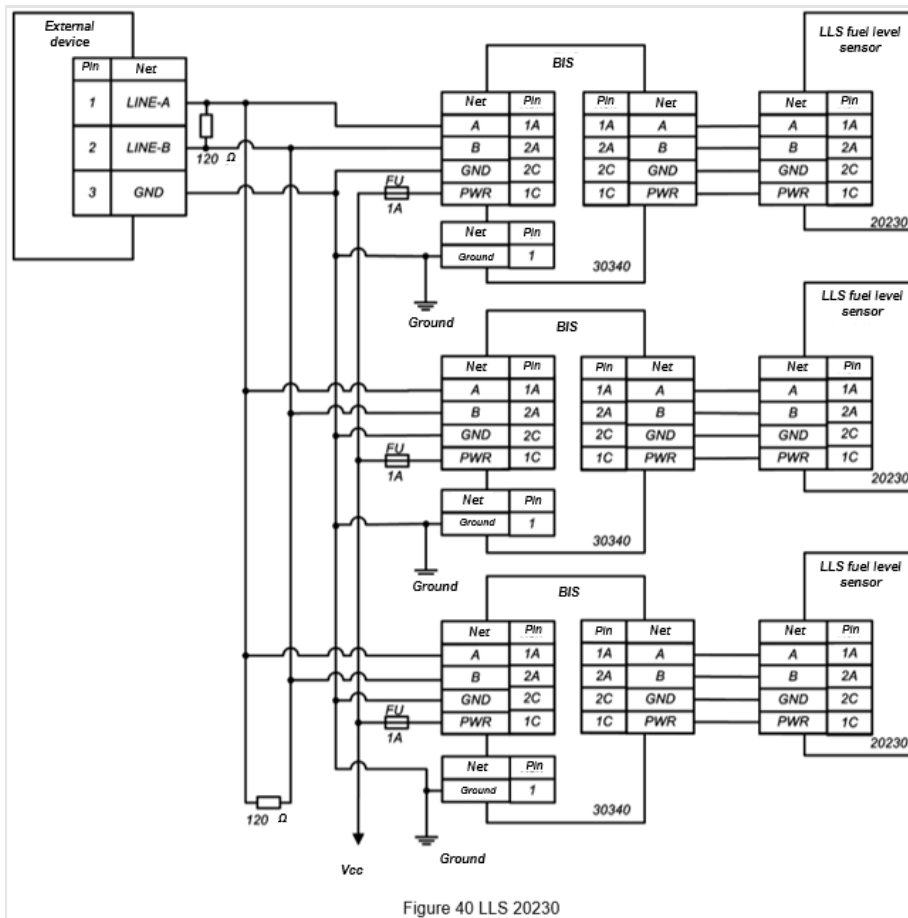 External
device
Pin Net
1 LINE-A
2 LINE-B
3 GND
120 Ω
BIS
Net Pin
A 1A
B 2A
GND 2C
PWR 1C
Net Pin
Ground 1
30340
Pin Net
1A A
2A B
2C GND
1C PWR
LLS fuel level
sensor
Net Pin
A 1A
B 2A
GND 2C
PWR 1C
20230
FU
1A
Ground
BIS
Net Pin
A 1A
B 2A
GND 2C
PWR 1C
Net Pin
Ground 1
30340
Pin Net
1A A
2A B
2C GND
1C PWR
LLS fuel level
sensor
Net Pin
A 1A
B 2A
GND 2C
PWR 1C
20230
FU
1A
Ground
BIS
Net Pin
A 1A
B 2A
GND 2C
PWR 1C
Net Pin
Ground 1
30340
Pin Net
1A A
2A B
2C GND
1C PWR
LLS fuel level
sensor
Net Pin
A 1A
B 2A
GND 2C
PWR 1C
20230
FU
1A
120 Ω
Vcc
Ground
Figure 40 LLS 20230